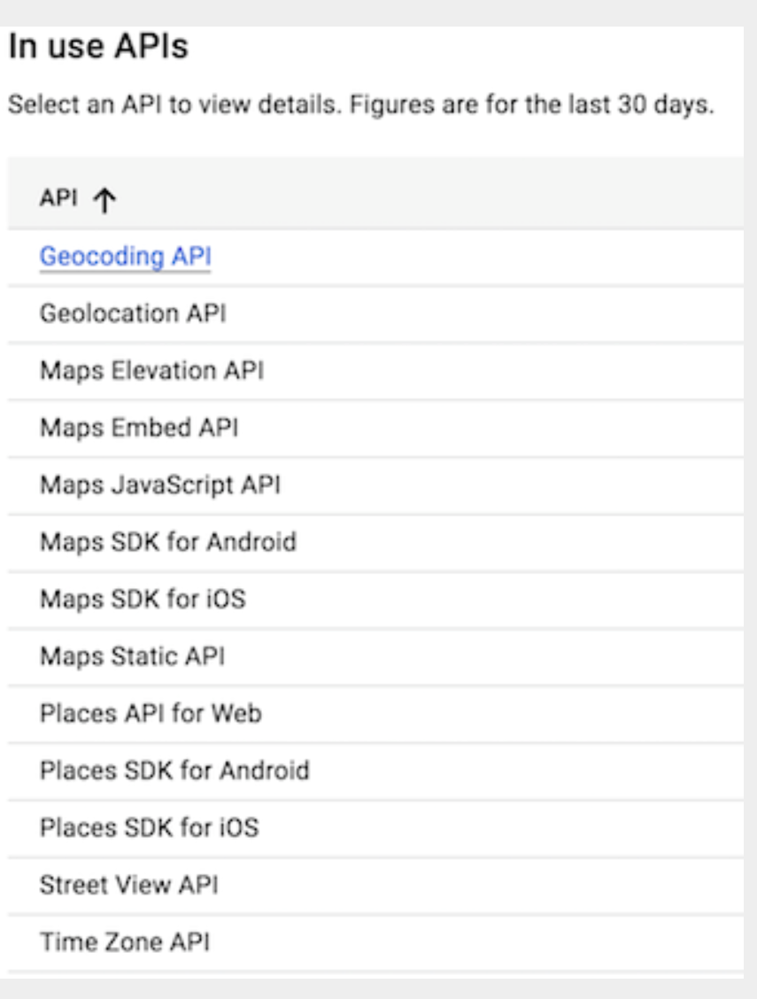 In use APIs
Select an API to view details. Figures are for the last 30 days.
API ↑
Geocoding API
Geolocation API
Maps Elevation API
Maps Embed API
Maps JavaScript API
Maps SDK for Android
Maps SDK for iOS
Maps Static API
Places API for Web
Places SDK for Android
Places SDK for iOS
Street View API
Time Zone API